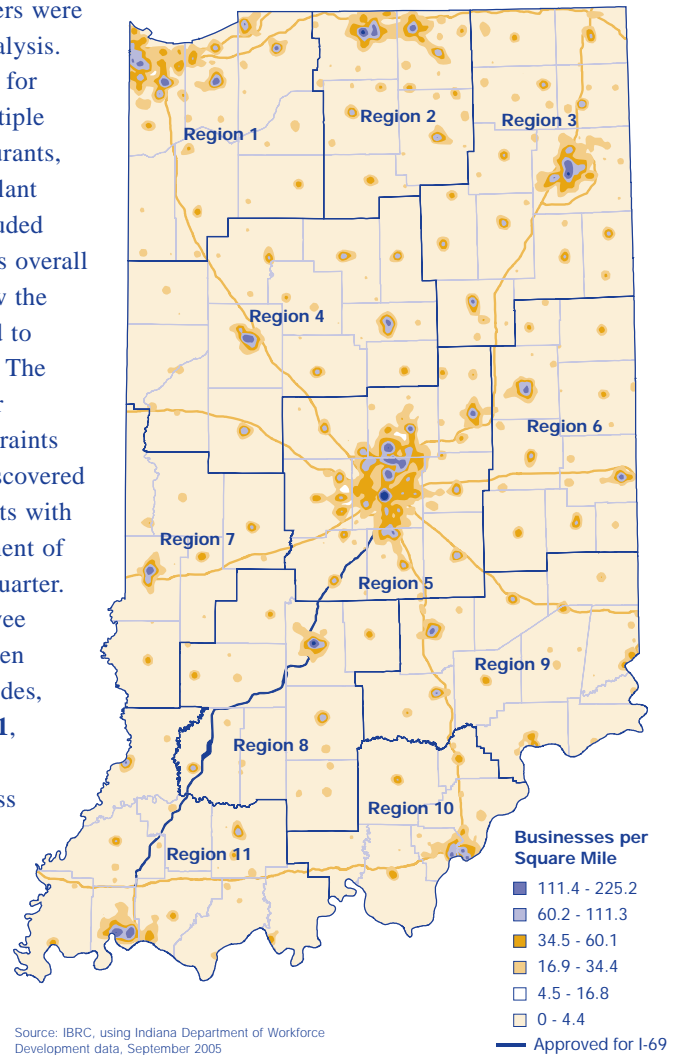 ers were
alysis.
for
tiple
urants,
lant
uded
s overall
w the
d to
The
r
raints
scovered
ts with
ment of
uarter.
vee
en
des,
1,
ss
Region 1
Region 2
Region 3
Region 4
Region 6
Region 7
Region 5
Region 9
Region 8
Region 10
Region 11
Businesses per
Square Mile
111.4 - 225.2
60.2 - 111.3
34.5 - 60.1
16.9 - 34.4
4.5 - 16.8
0 - 4.4
Approved for I-69
Source: IBRC, using Indiana Department of Workforce
Development data, September 2005